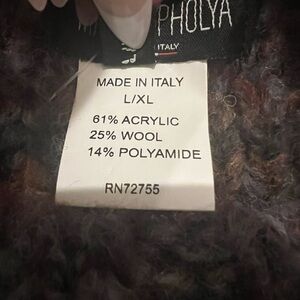 PHOLYA
ITALY
MADE IN ITALY
L/XL
61% ACRYLIC
25% WOOL
14% POLYAMIDE
RN72755